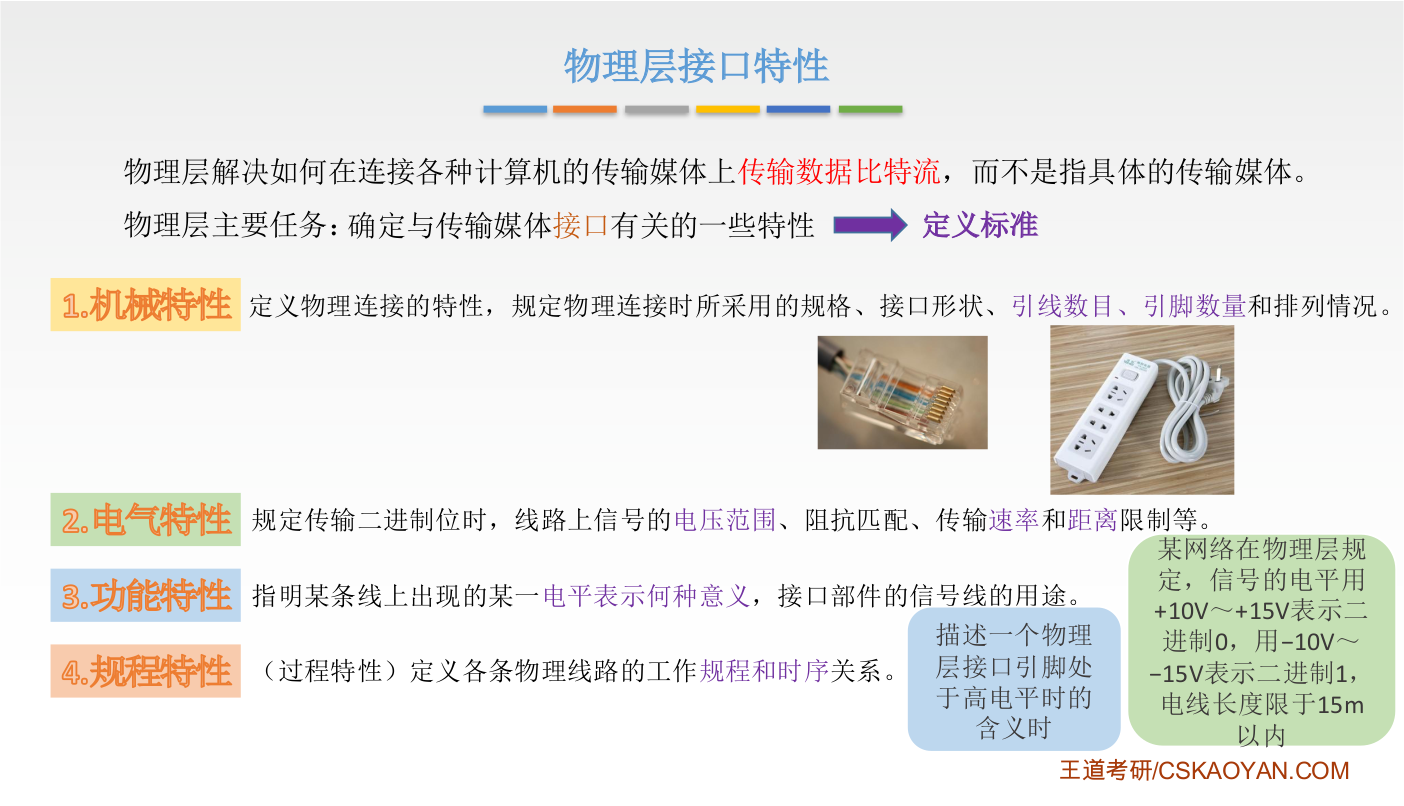 物理层接口特性
物理层解决如何在连接各种计算机的传输媒体上传输数据比特流，而不是指具体的传输媒体。
物理层主要任务：确定与传输媒体接口有关的一些特性
定义标准
1.机械特性
定义物理连接的特性，规定物理连接时所采用的规格、接口形状、引线数目、引脚数量和排列情况。
2.电气特性
规定传输二进制位时，线路上信号的电压范围、阻抗匹配、传输速率和距离限制等。
3.功能特性
指明某条线上出现的某一电平表示何种意义，接口部件的信号线的用途。
4.规程特性
（过程特性）定义各条物理线路的工作规程和时序关系。
描述一个物理
层接口引脚处
于高电平时的
含义时
某网络在物理层规
定，信号的电平用
+10V～+15V表示二
进制0，用−10V～
−15V表示二进制1，
电线长度限于15m
以内
王道考研/CSKAOYAN.COM